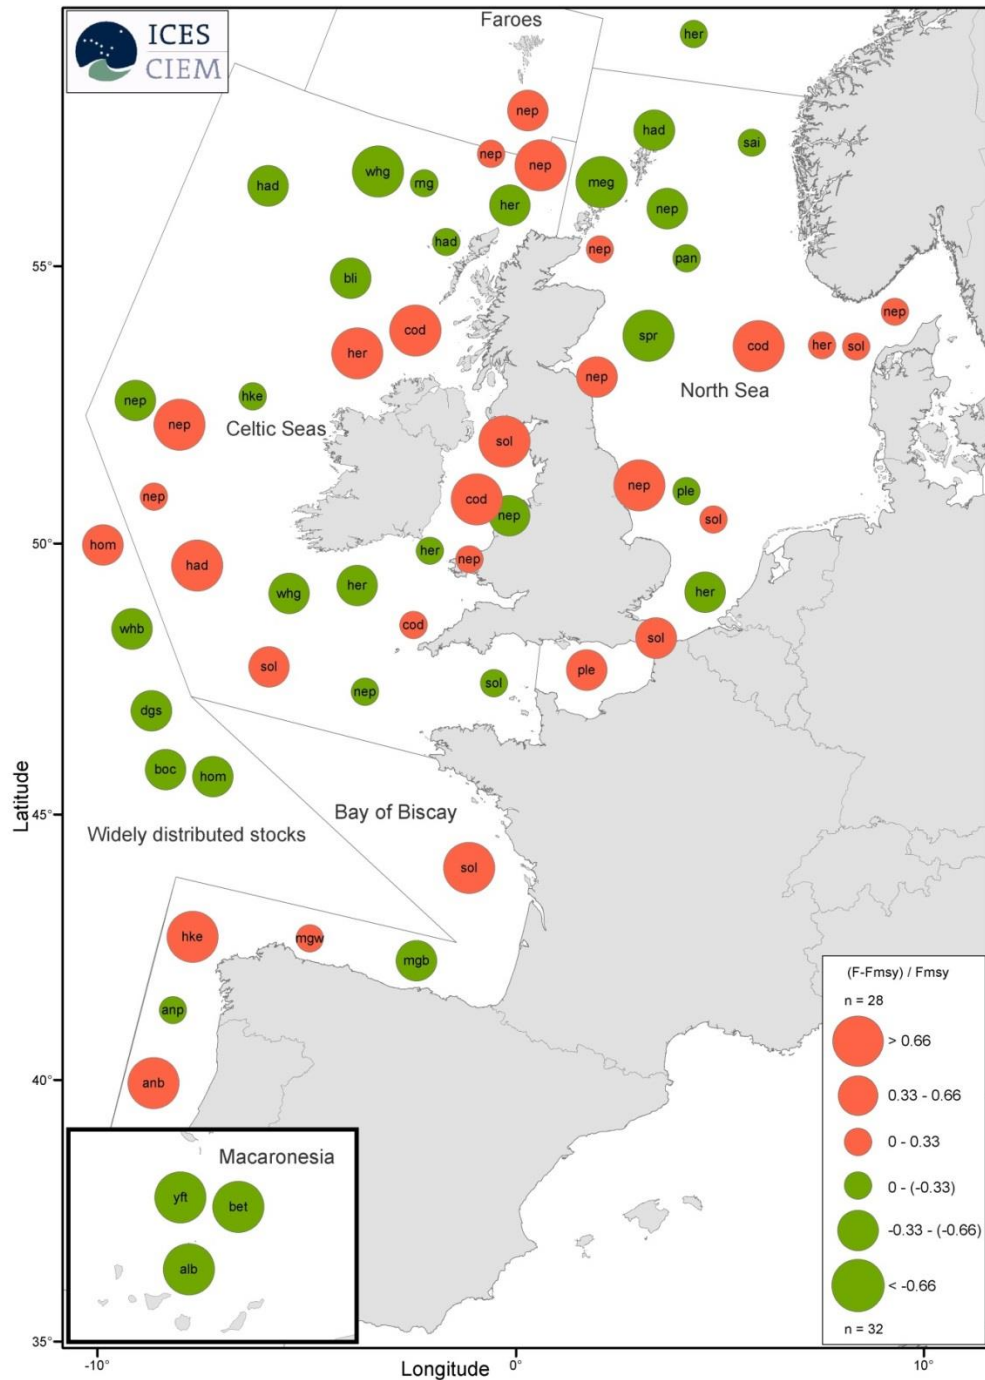 ICES
CIEM
Faroes
her
nep
had
sai
nep
nep
whg
mg
had
meg
her
nep
had
nep
pan
bli
cod
her
spr
cod
her
sol
nep
nep
North Sea
nep
hke
nep
Celtic Seas
sol
nep
cod
nep
nep
ple
sol
hom
had
her
nep
whg
her
her
whb
cod
sol
sol
ple
nep
sol
dgs
boc
hom
Bay of Biscay
Widely distributed stocks
sol
hke
mgw
mgb
anp
anb
Macaronesia
yft
bet
alb
55°
50°
45°
40°
35°
Latitude
-10°
0°
10°
Longitude
(F-Fmsy) / Fmsy
n = 28
> 0.66
0.33 - 0.66
0 - 0.33
0 - (-0.33)
-0.33 - (-0.66)
< -0.66
n = 32